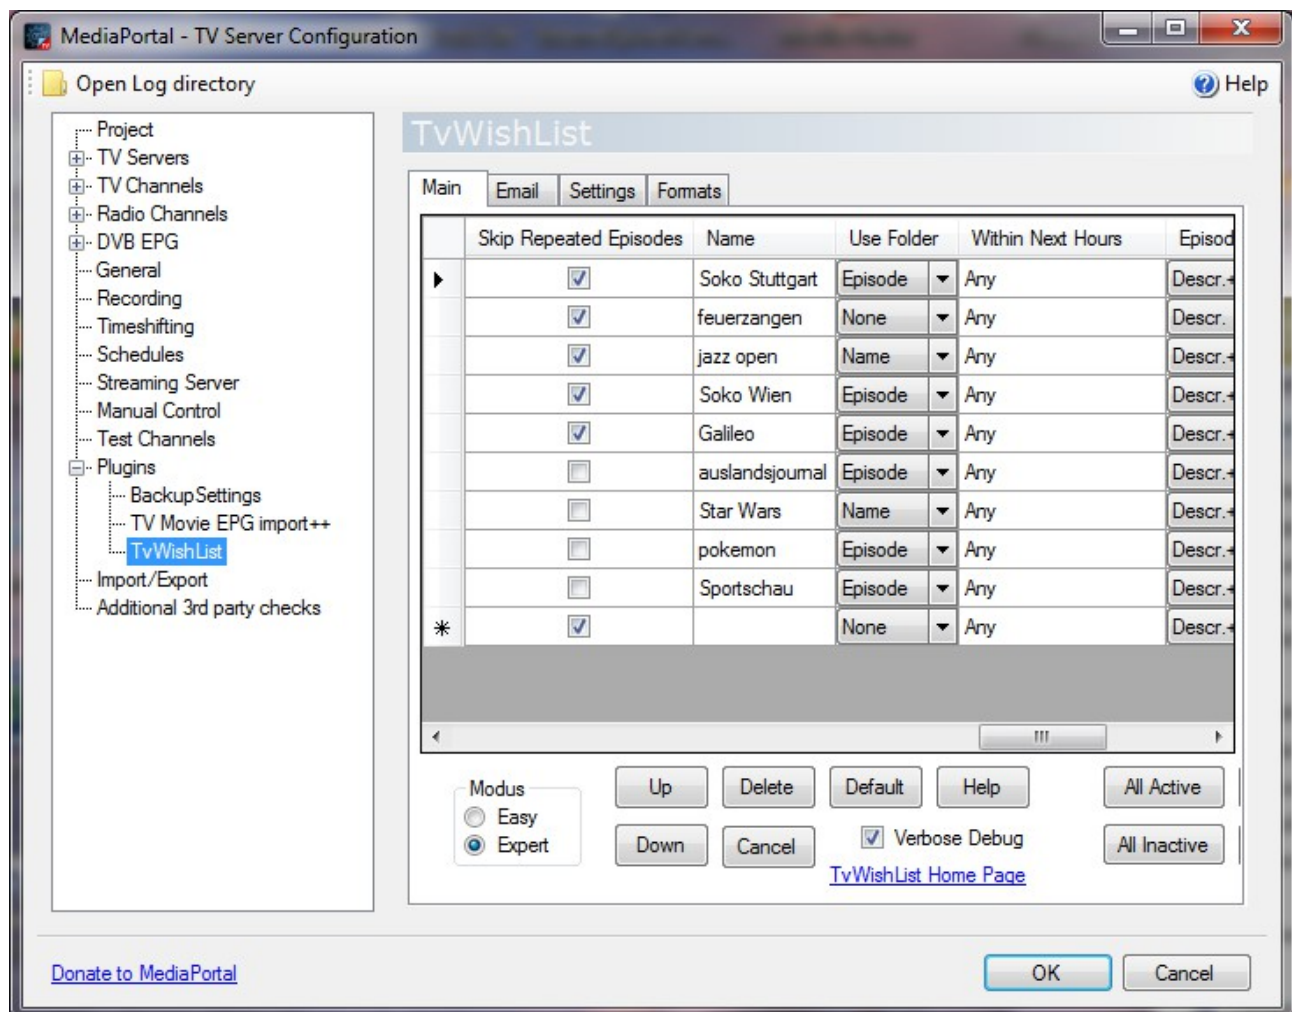 MediaPortal - TV Server Configuration
Open Log directory
Help
Project
TV Servers
TV Channels
Radio Channels
DVB EPG
General
Recording
Timeshifting
Schedules
Streaming Server
Manual Control
Test Channels
Plugins
BackupSettings
TV Movie EPG import++
TvWishList
Import/Export
Additional 3rd party checks
TvWishList
Main Email Settings Formats
Skip Repeated Episodes Name Use Folder Within Next Hours Episod
Soko Stuttgart Episode Any Descr.+
feuerzangen None Any Descr.
jazz open Name Any Descr.+
Soko Wien Episode Any Descr.+
Galileo Episode Any Descr.+
auslandsjournal Episode Any Descr.+
Star Wars Name Any Descr.+
pokemon Episode Any Descr.+
Sportschau Episode Any Descr.+
None Any Descr.+
Modus
Easy
Expert
Up Delete Default Help All Active
Down Cancel Verbose Debug All Inactive
TvWishList Home Page
Donate to MediaPortal
OK Cancel